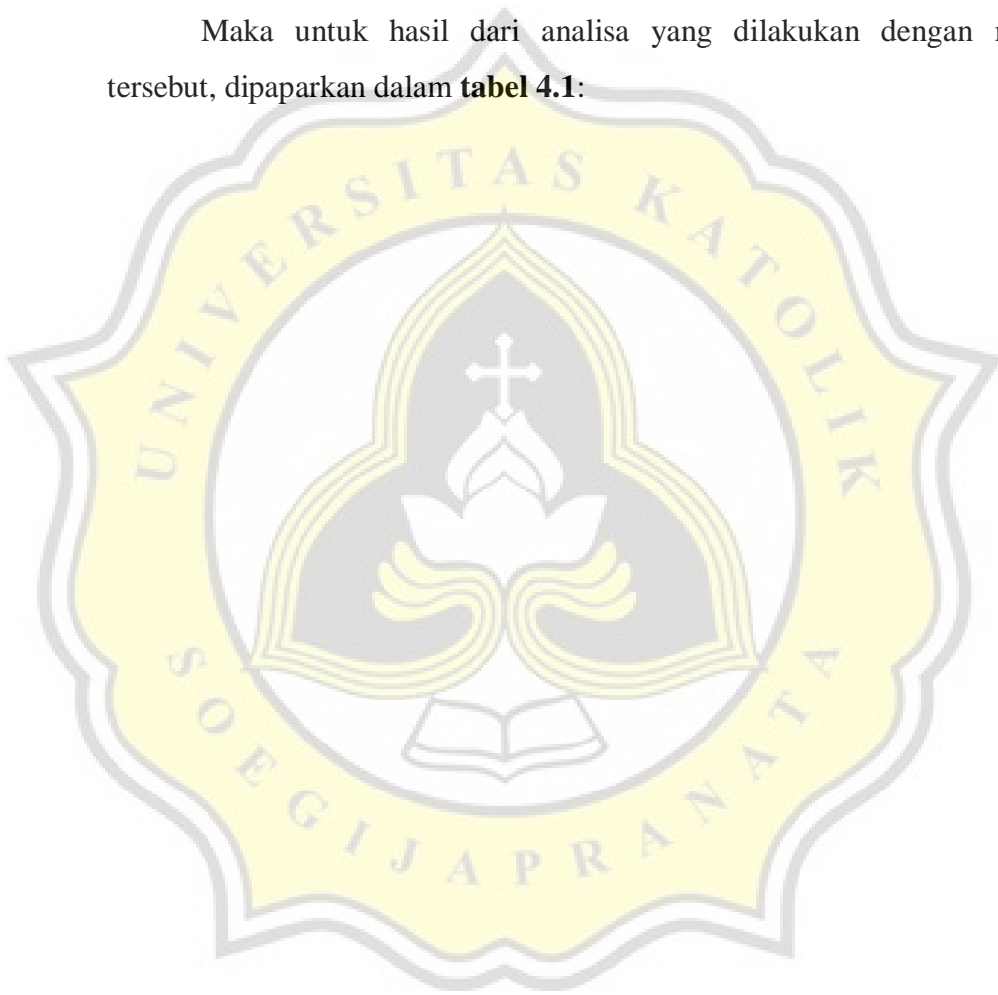 Maka untuk hasil dari analisa yang dilakukan dengan
tersebut, dipaparkan dalam tabel 4.1:
UNIVERSITAS KATOLIK
SOEGIJAPRANATA